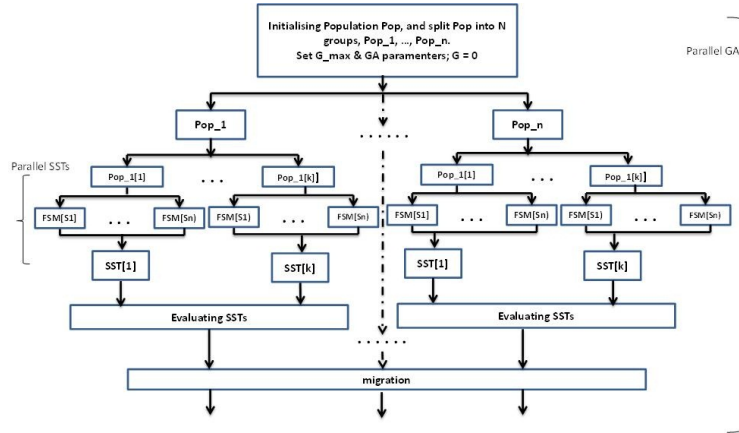 Initialising Population Pop, and split Pop into N
groups, Pop_1, ..., Pop_n.
Set G_max & GA paramenters; G = 0
Parallel GA
Pop_1
......
Pop_n
Parallel SSTs
Pop_1[1]
...
Pop_1[k]]
Pop_1[1]
...
Pop_1[k]]
FSM[S1]
...
FSM[Sn)
FSM[S1)
...
FSM[Sn)
FSM[S1]
...
FSM[Sn)
FSM[S1]
...
FSM[Sn)
SST[1]
SST[k]
SST[1]
SST[k]
Evaluating SSTs
Evaluating SSTs
......
migration